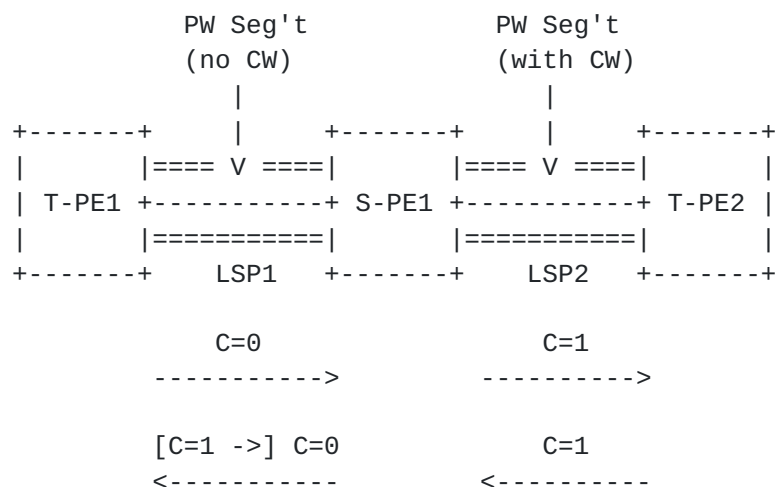 PW Seg't PW Seg't
(no CW) (with CW)
| |
+-------+ | +-------+ | +-------+
| |==== V ====| |==== V ====| |
| T-PE1 +-----------+ S-PE1 +-----------+ T-PE2 |
| |===========| |===========| |
+-------+ LSP1 +-------+ LSP2 +-------+
C=0 C=1
-----------> ---------->
[C=1 ->] C=0 C=1
<----------- <----------